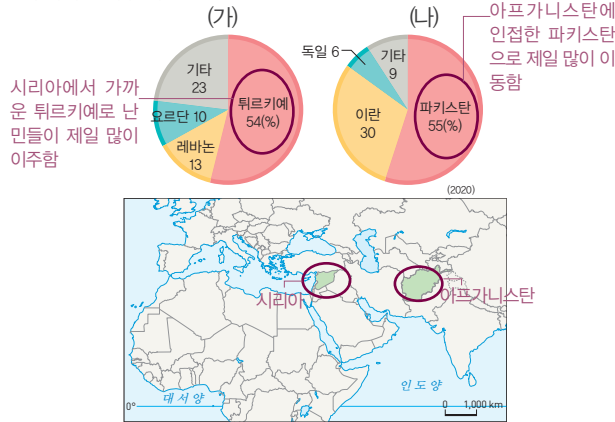 (가)
(나)
아프가니스탄에
인접한 파키스탄
으로 제일 많이 이
동함
시리아에서 가까
운 튀르키예로 난
민들이 제일 많이
이주함
기타
23
요르단 10
레바논
13
튀르키예
54(%)
독일 6
기타
9
이란
30
파키스탄
55(%)
(2020)
시리아
아프가니스탄
대서양
인도양
0°
0 1,000 km